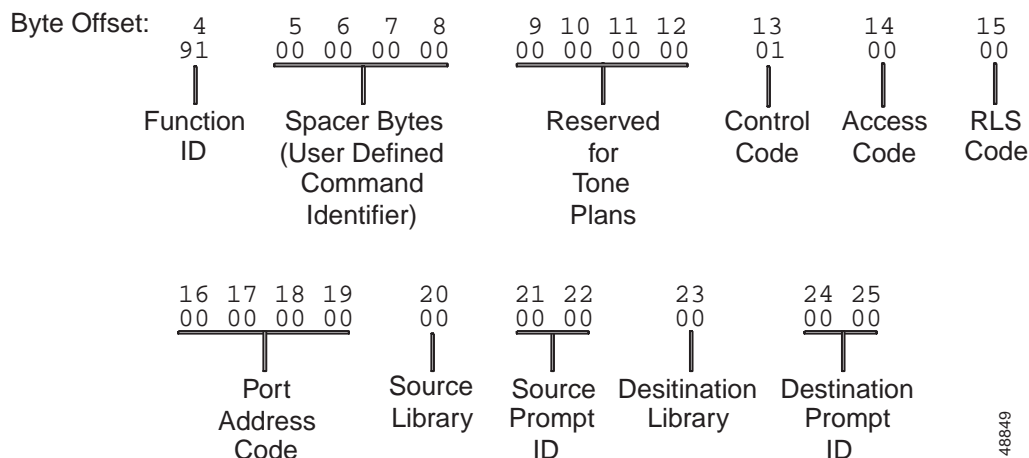 Byte Offset: 4 5 6 7 8 9 10 11 12 13 14 15
91 00 00 00 00 00 00 00 00 01 00 00
Function Spacer Bytes Reserved Control Access RLS
ID (User Defined for Code Code Code
Command Tone
Identifier) Plans
16 17 18 19 20 21 22 23 24 25
00 00 00 00 00 00 00 00 00 00
Port Source Source Desitination Destination
Address Library Prompt Library Prompt
Code ID ID
48849